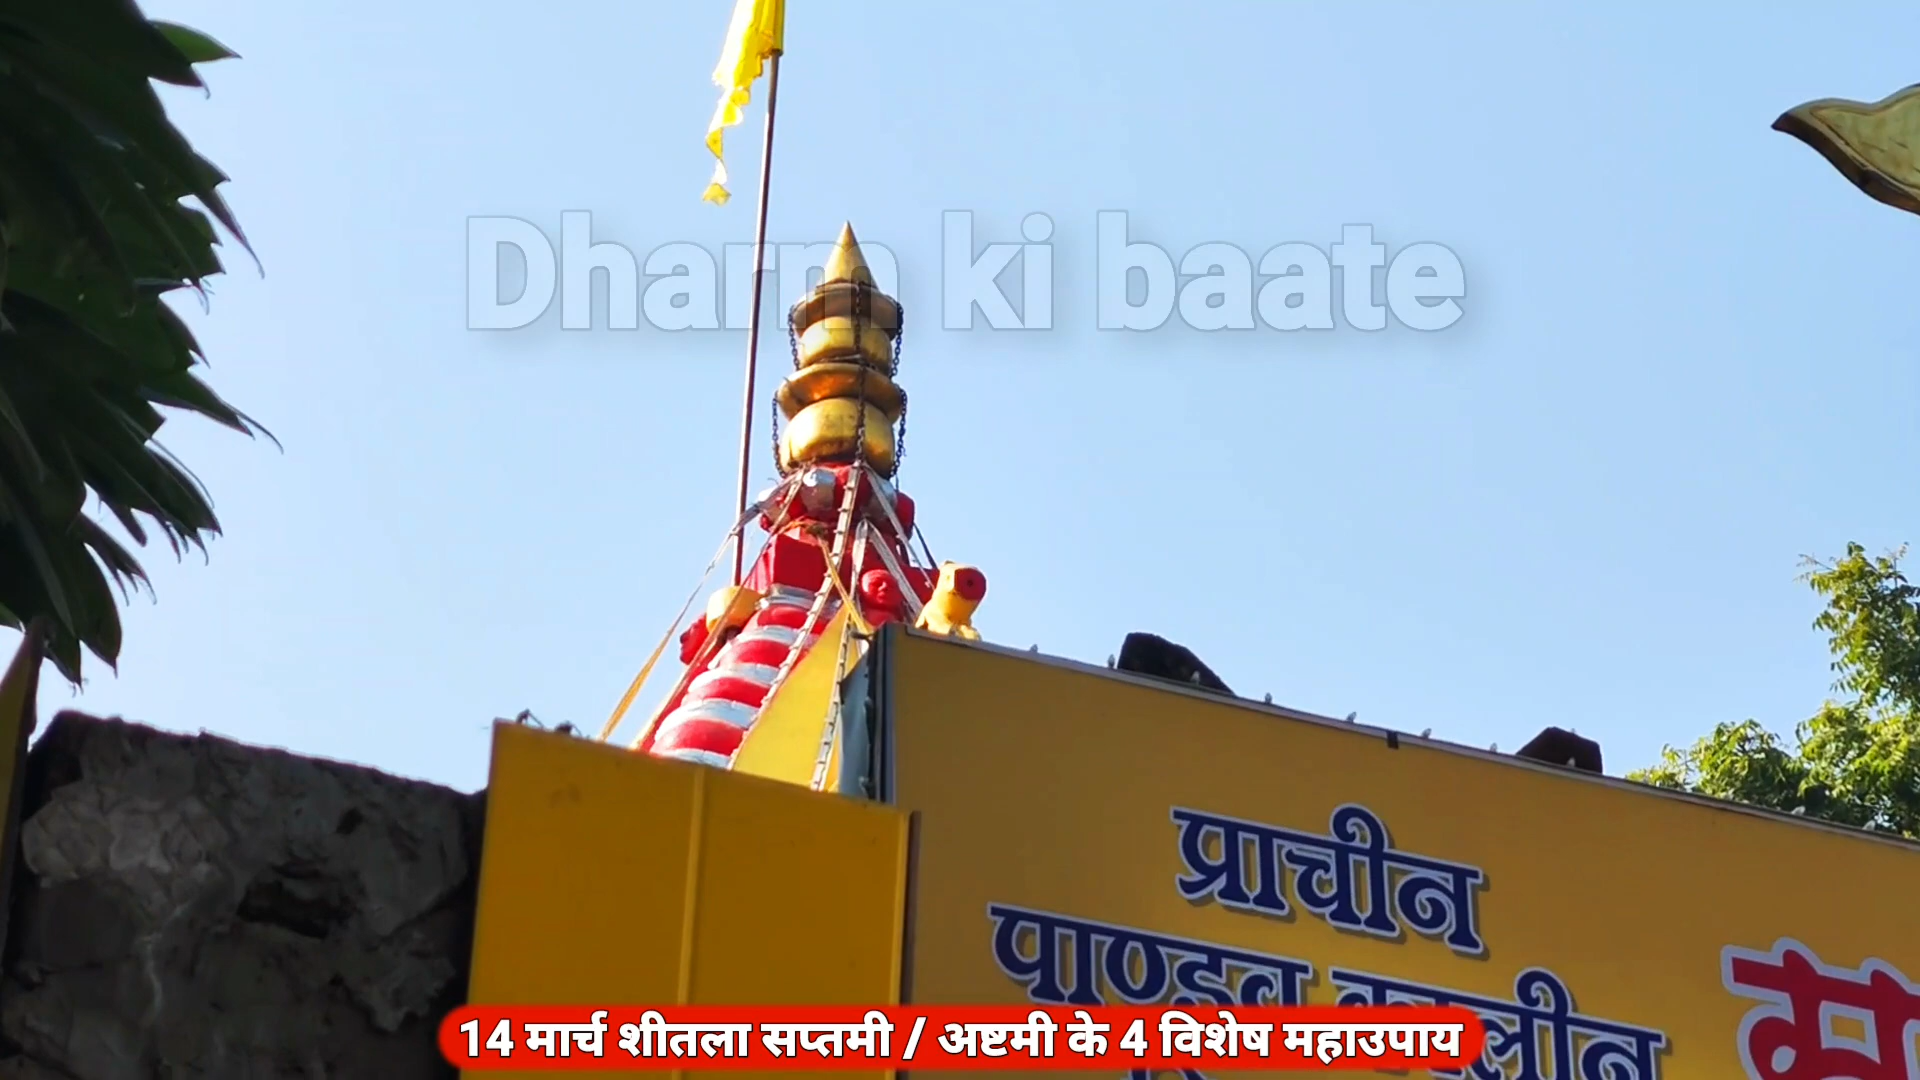 Dharm ki baate
प्राचीन
पाण्डव कालीन
14 मार्च शीतला सप्तमी / अष्टमी के 4 विशेष महाउपाय